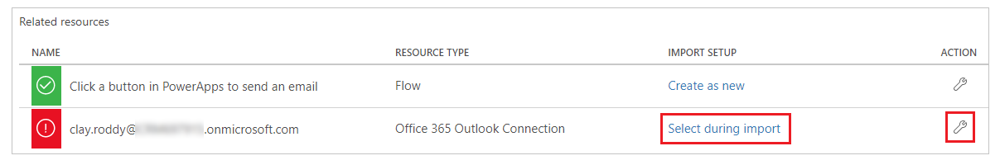 Related resources
NAME RESOURCE TYPE IMPORT SETUP ACTION
Click a button in PowerApps to send an email Flow Create as new
clay.roddy@ .onmicrosoft.com Office 365 Outlook Connection Select during import